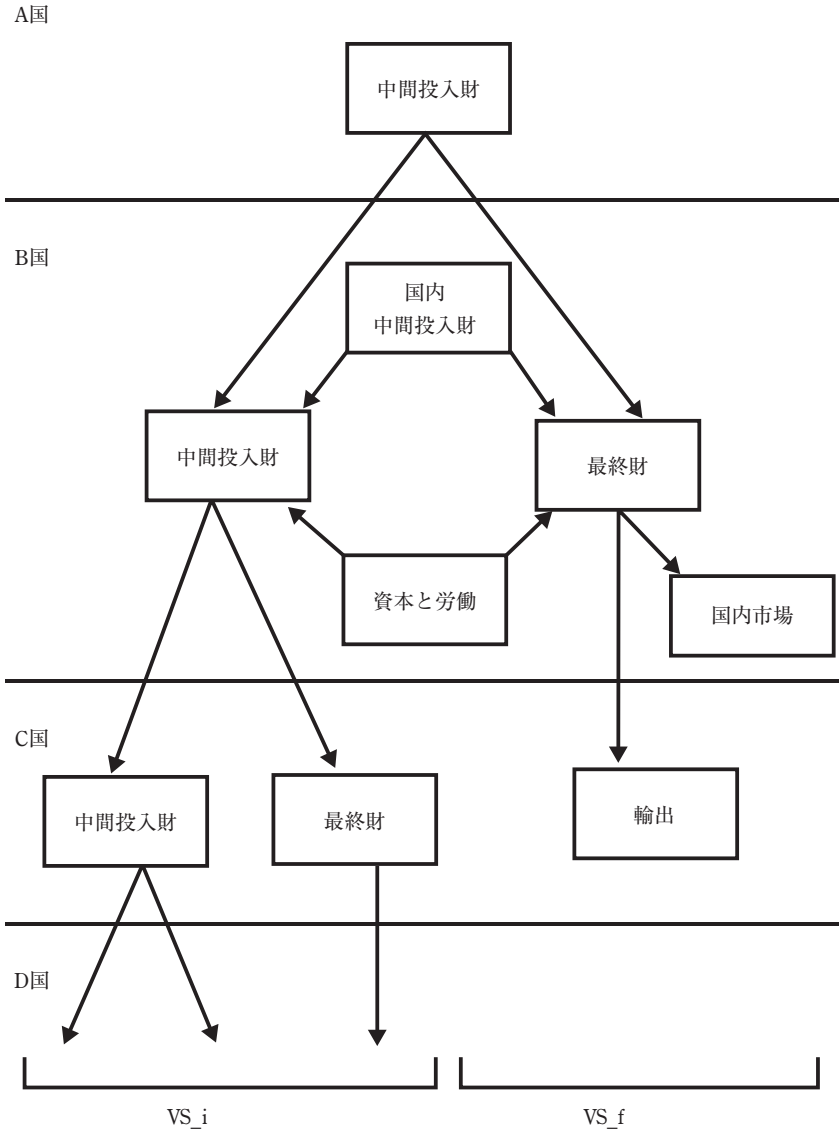 A国
中間投入財
B国
国内
中間投入財
中間投入財
最終財
資本と労働
国内市場
C国
中間投入財
最終財
輸出
D国
VS_i
VS_f